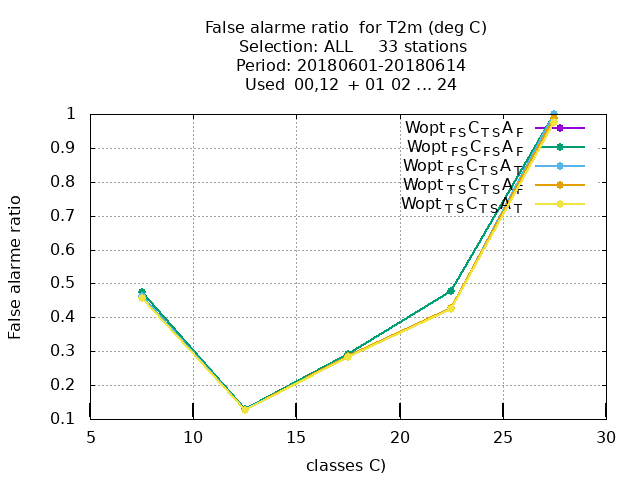 False alarme ratio  for T2m (deg C)
Selection: ALL     33 stations
Period: 20180601-20180614
Used  00,12  + 01 02 ... 24
Wopt FS C TS A F
Wopt FS C FS A F
Wopt FS C TS A T
Wopt TS C TS A F
Wopt TS C TS A T
False alarme ratio
1
0.9
0.8
0.7
0.6
0.5
0.4
0.3
0.2
0.1
5 10 15 20 25 30
classes C)